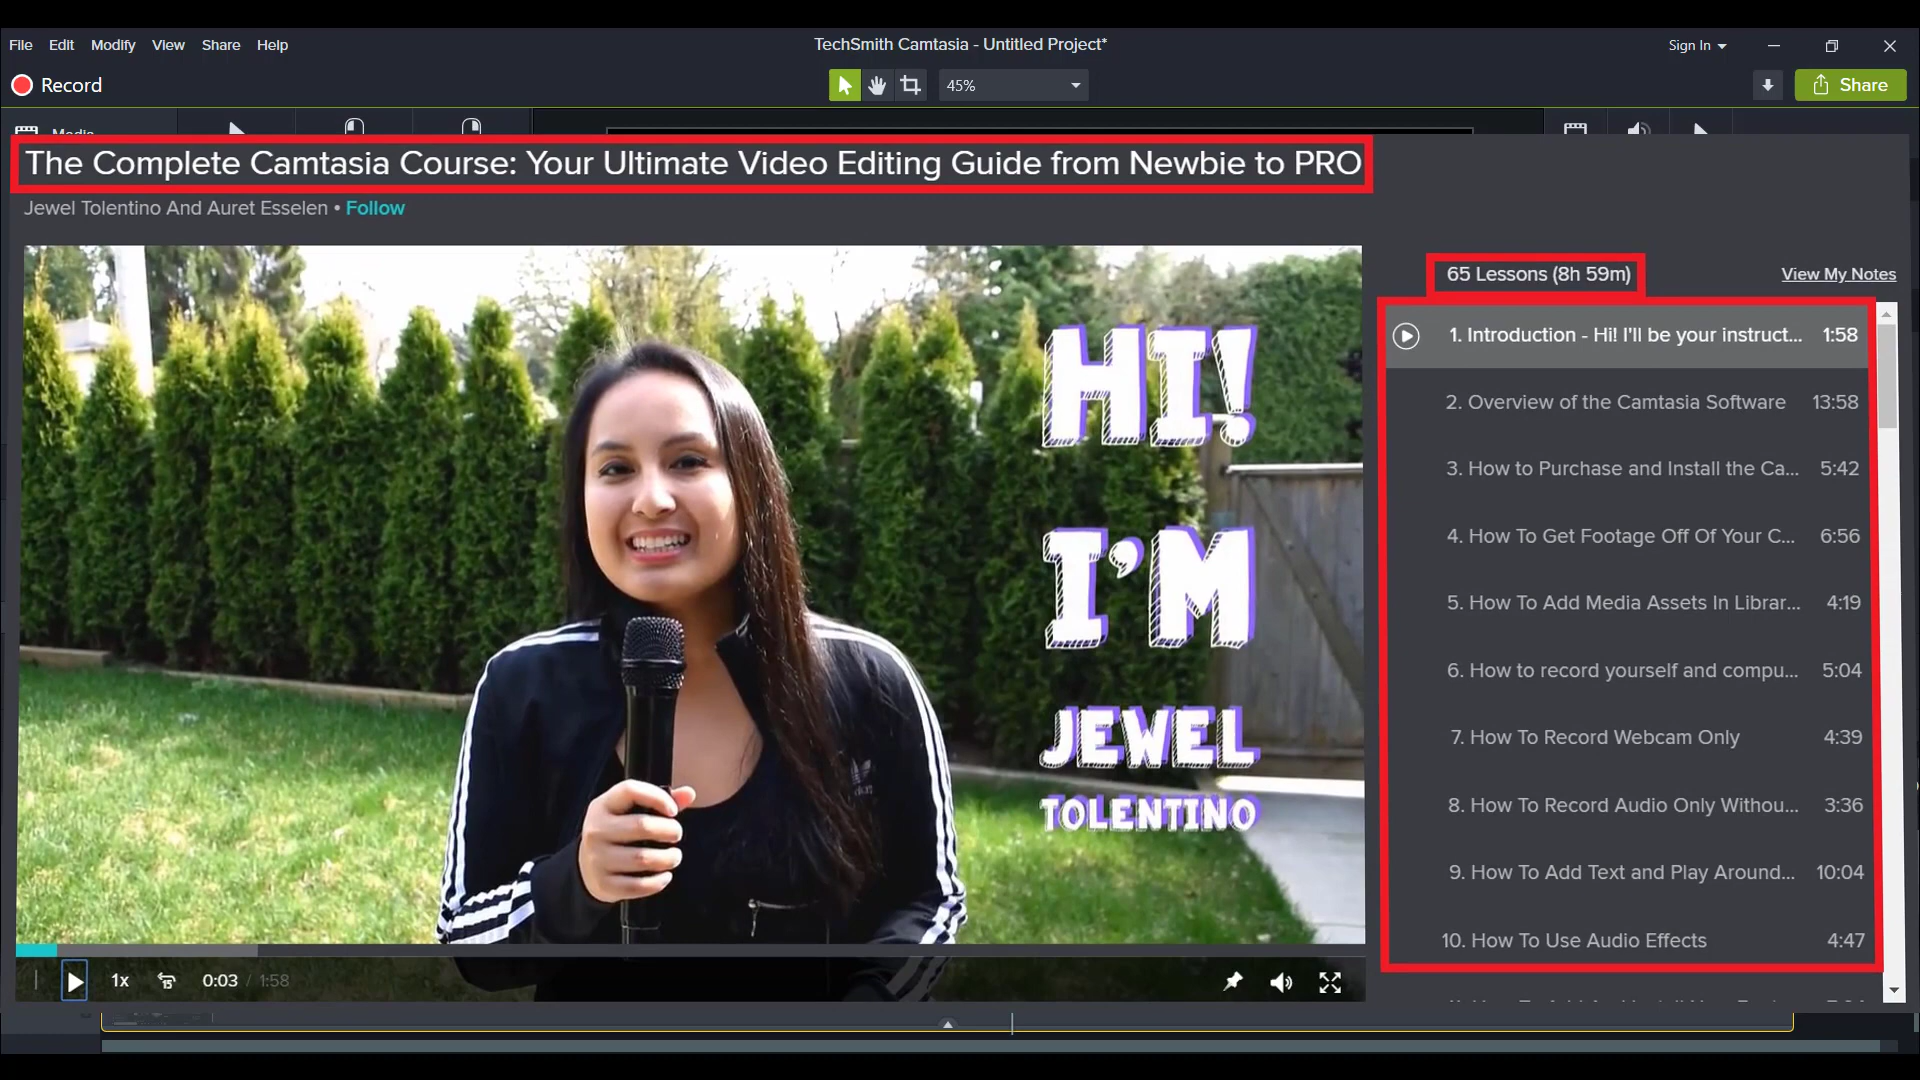 File Edit Modify View Share Help
TechSmith Camtasia - Untitled Project*
Sign In
Record
45%
Share
Media
The Complete Camtasia Course: Your Ultimate Video Editing Guide from Newbie to PRO
Jewel Tolentino And Auret Esselen • Follow
65 Lessons (8h 59m)
View My Notes
HI!
I'M
JEWEL
TOLENTINO
1. Introduction - Hi! I'll be your instruct... 1:58
2. Overview of the Camtasia Software 13:58
3. How to Purchase and Install the Ca... 5:42
4. How To Get Footage Off Of Your C... 6:56
5. How To Add Media Assets In Librar... 4:19
6. How to record yourself and compu... 5:04
7. How To Record Webcam Only 4:39
8. How To Record Audio Only Withou... 3:36
9. How To Add Text and Play Around... 10:04
10. How To Use Audio Effects 4:47
1x 15 0:03 / 1:58